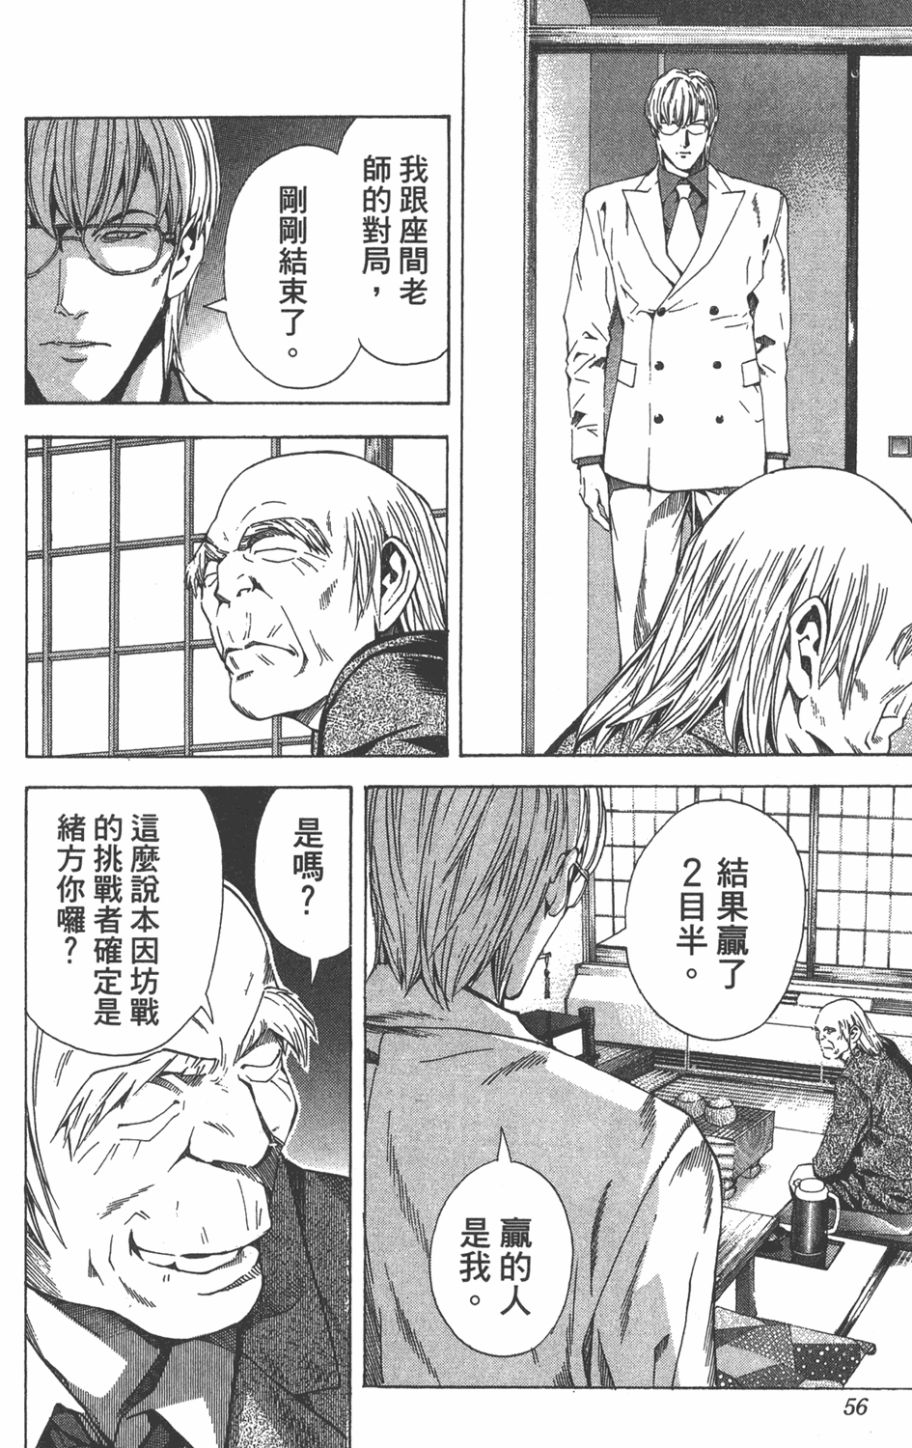 我跟座間老
師的對局，
剛剛結束了。
結果贏了
２目半。
贏的人
是我。
是嗎？
這麼說本因坊戰
的挑戰者確定是
緒方你囉？
56